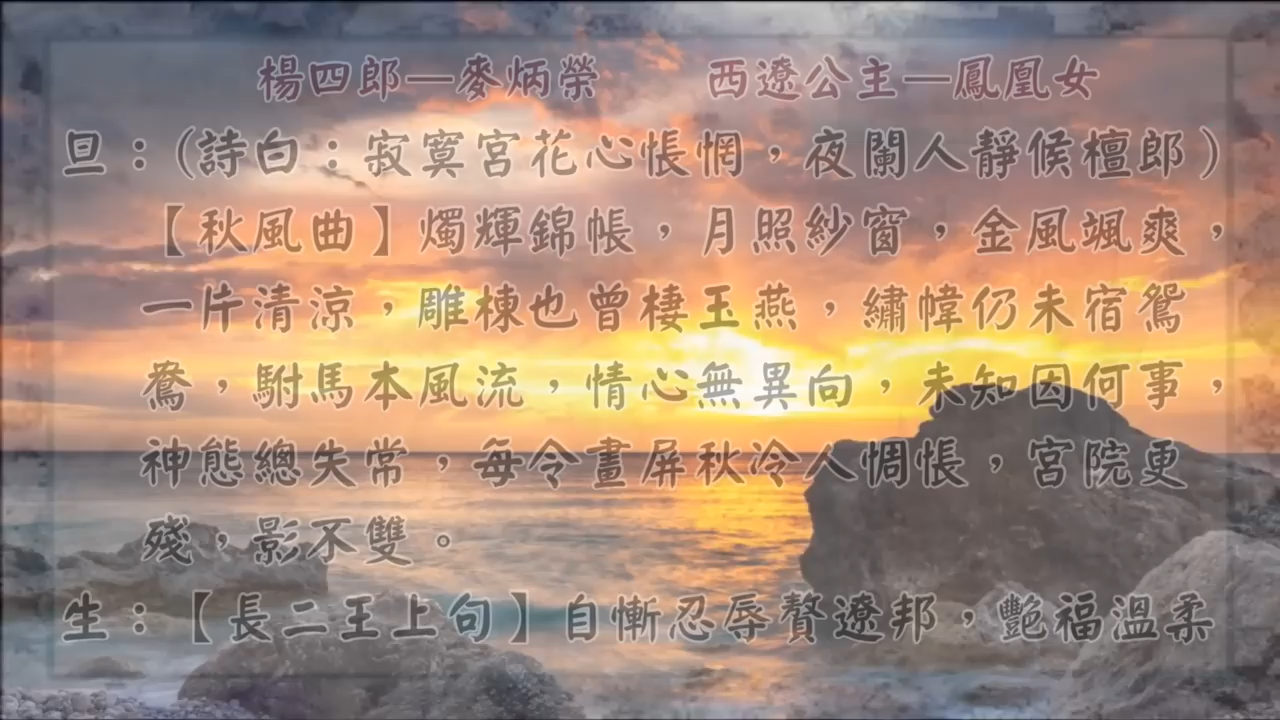 楊四郎—麥炳榮　　西遼公主—鳳凰女
旦：(詩白：寂寞宮花心悵惘，夜闌人靜候檀郎)
【秋風曲】燭輝錦帳，月照紗窗，金風颯爽，
一片清涼，雕棟也曾棲玉燕，繡幃仍未宿鴛
鴦，駙馬本風流，情心無異向，未知因何事，
神態總失常，每令畫屏秋冷人惆悵，宮院更
殘，影不雙。
生：【長二王上句】自慚忍辱贅遼邦，艷福溫柔